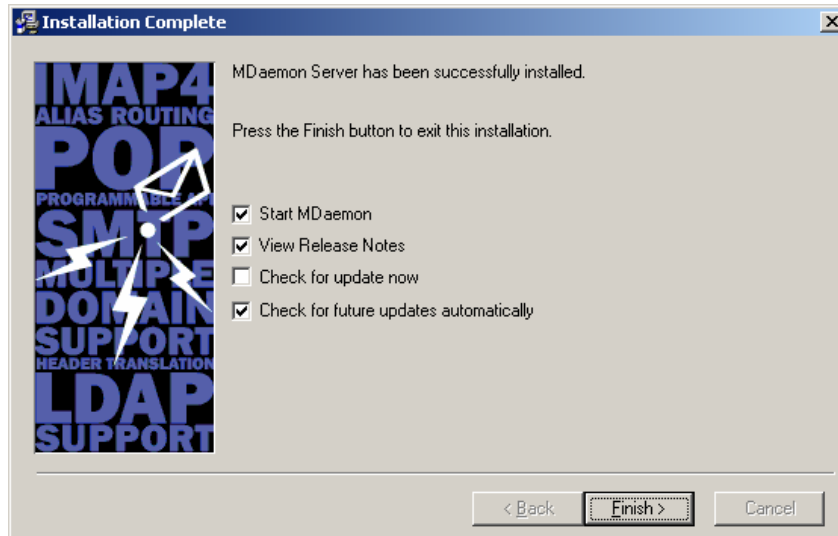 Installation Complete
IMAP4
ALIAS ROUTING
POP
PROGRAMMABLE API
SMTP
MULTIPLE
DOMAIN
SUPPORT
HEADER TRANSLATION
LDAP
SUPPORT
MDaemon Server has been successfully installed.
Press the Finish button to exit this installation.
Start MDaemon
View Release Notes
Check for update now
Check for future updates automatically
< Back
Finish >
Cancel